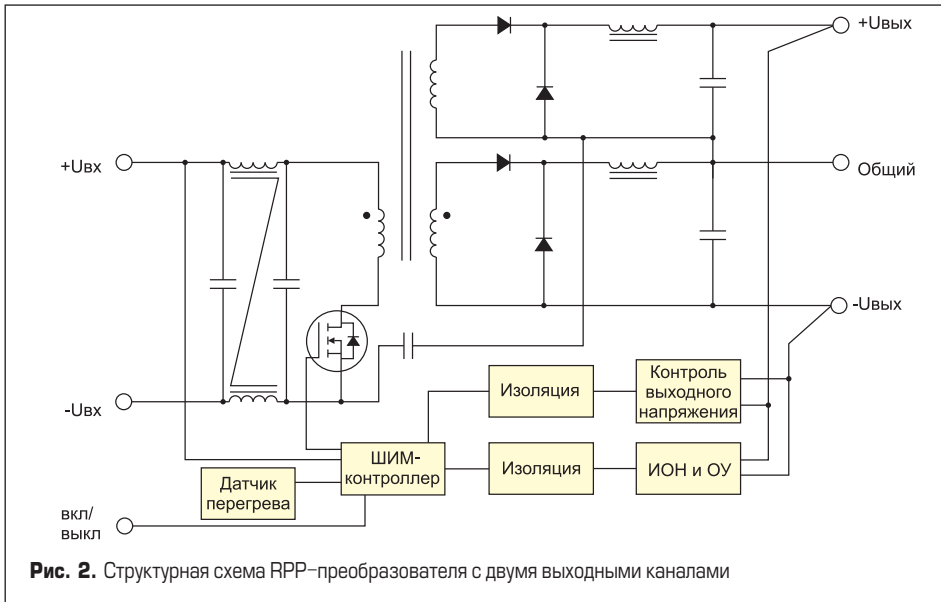 +Uвых
+Uвх
Общий
-Uвых
-Uвх
Изоляция
Контроль
выходного
напряжения
ШИМ-
контроллер
Изоляция
ИОН и ОУ
Датчик
перегрева
вкл/
выкл
Рис. 2. Структурная схема RPP–преобразователя с двумя выходными каналами